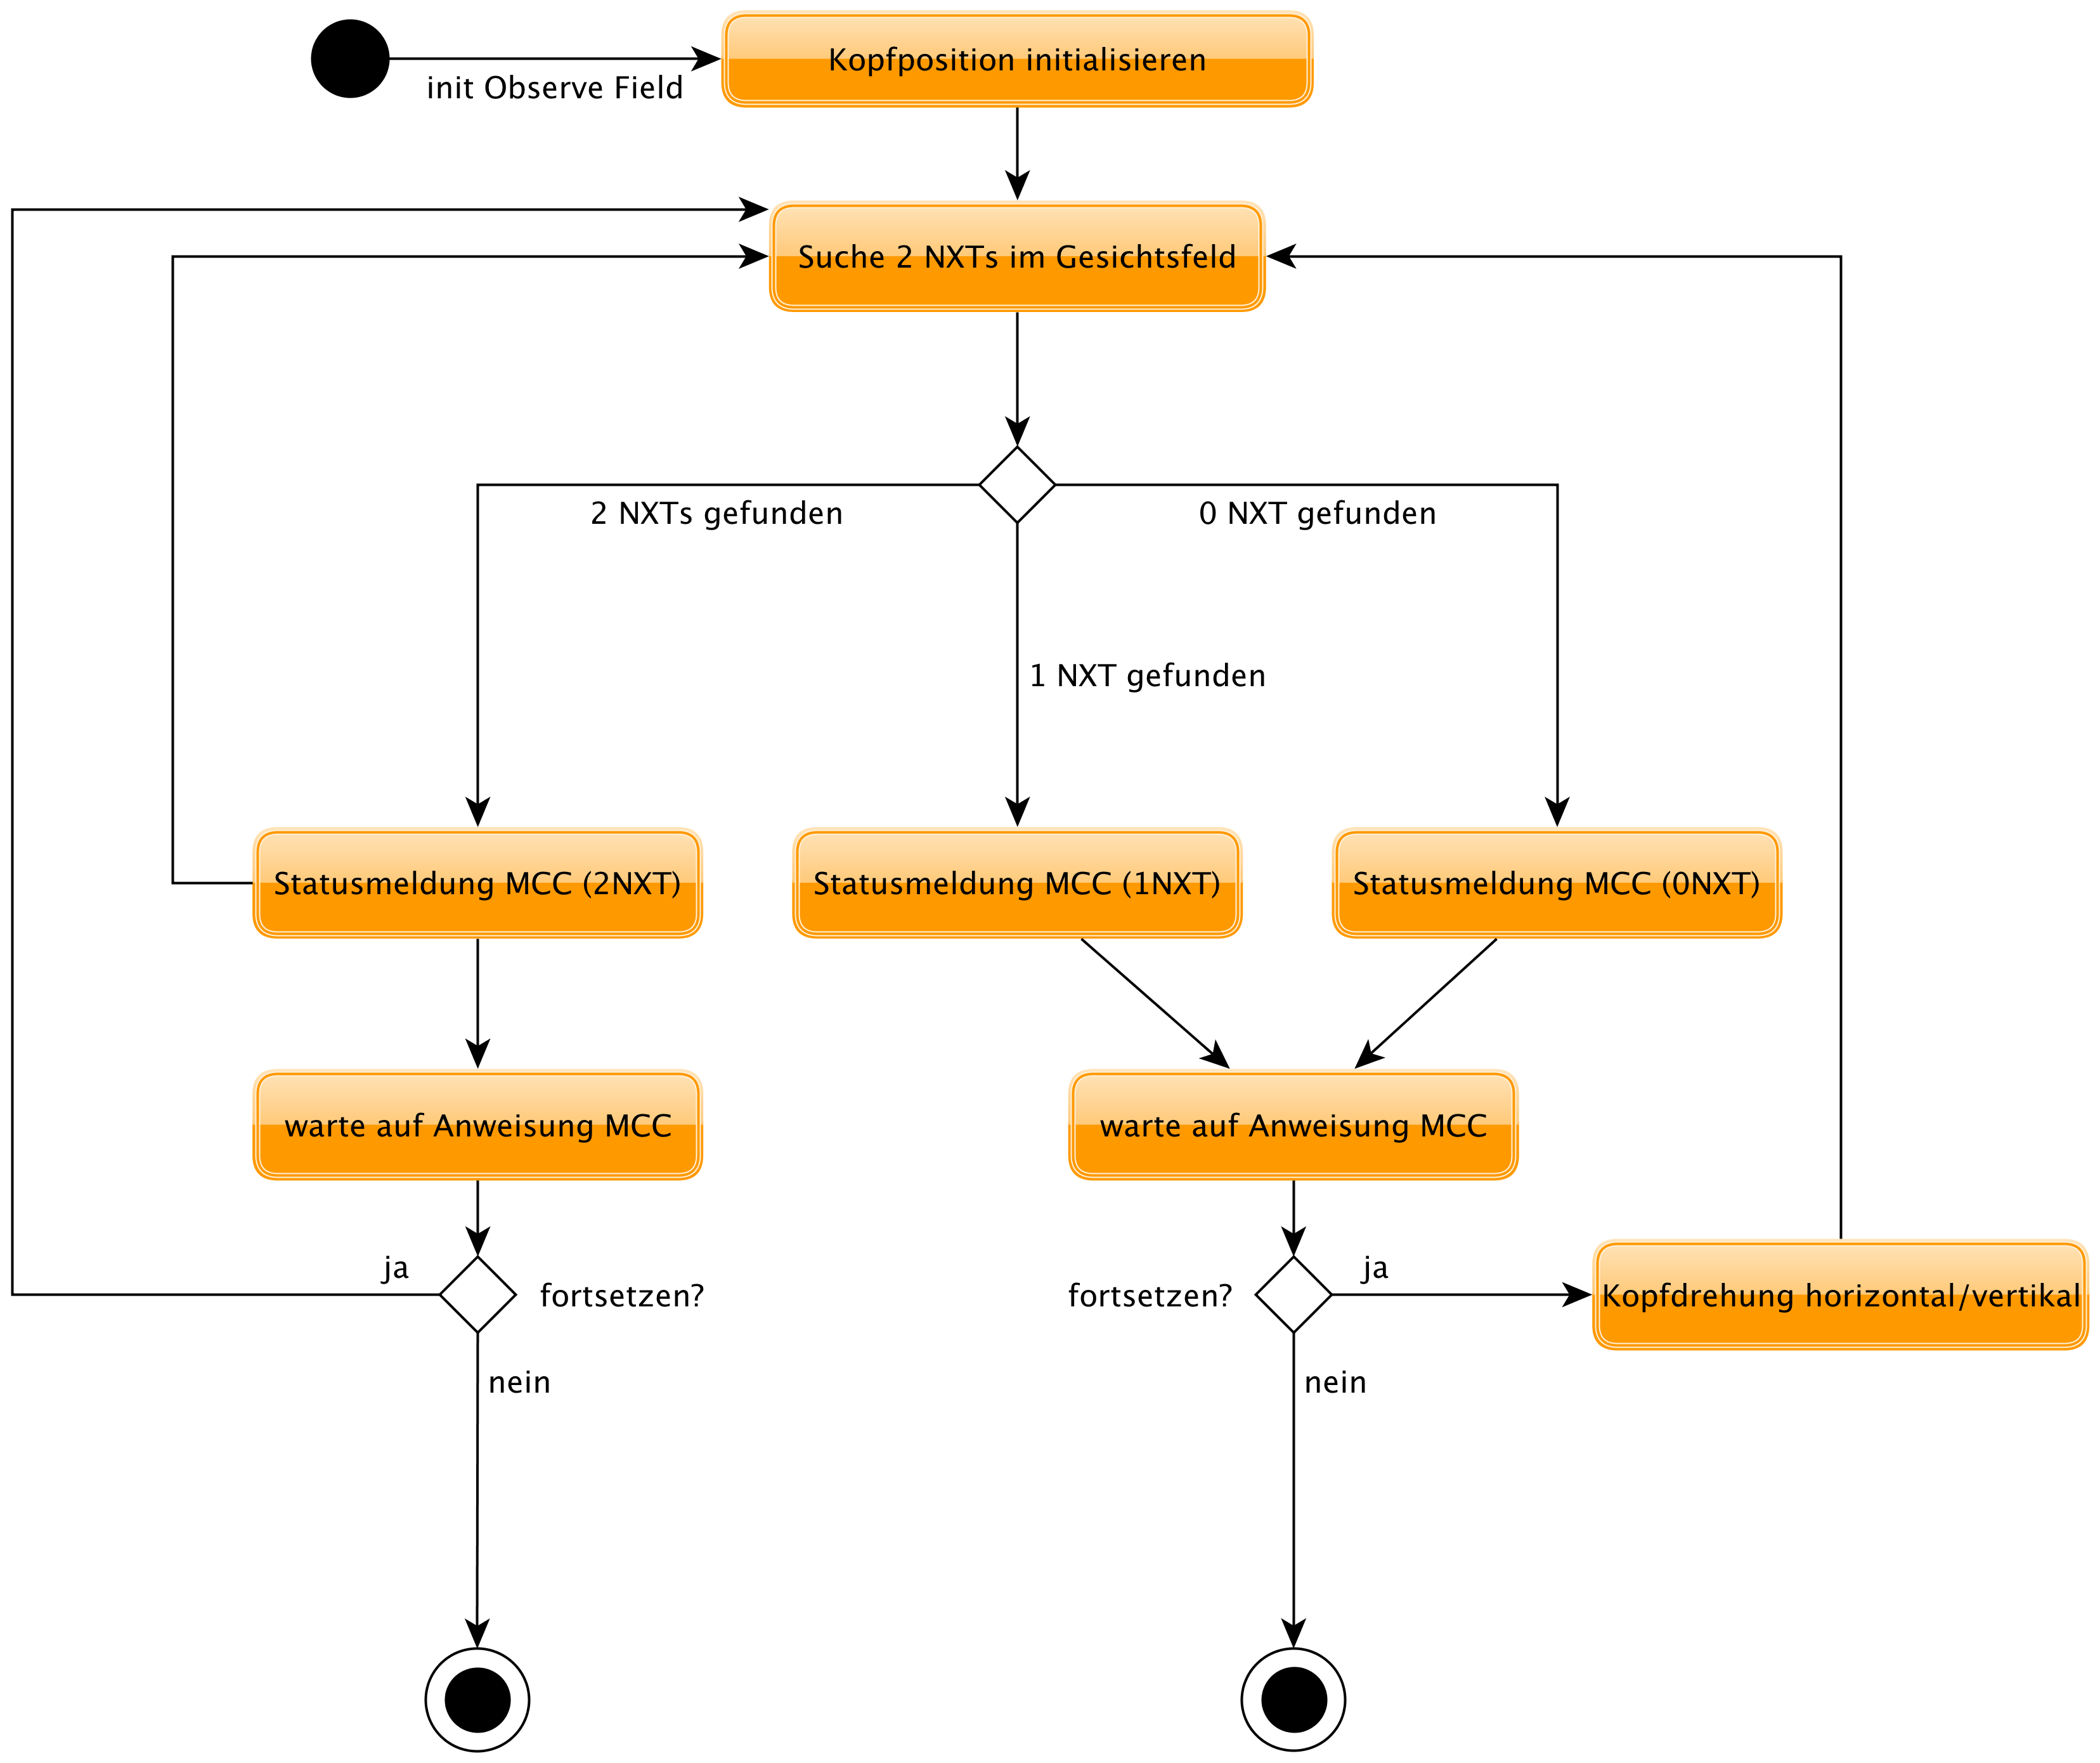 Kopfposition initialisieren
init Observe Field
Suche 2 NXTs im Gesichtsfeld
2 NXTs gefunden
0 NXT gefunden
1 NXT gefunden
Statusmeldung MCC (2NXT)
Statusmeldung MCC (1NXT)
Statusmeldung MCC (0NXT)
warte auf Anweisung MCC
warte auf Anweisung MCC
ja
fortsetzen?
fortsetzen?
ja
Kopfdrehung horizontal/vertikal
nein
nein